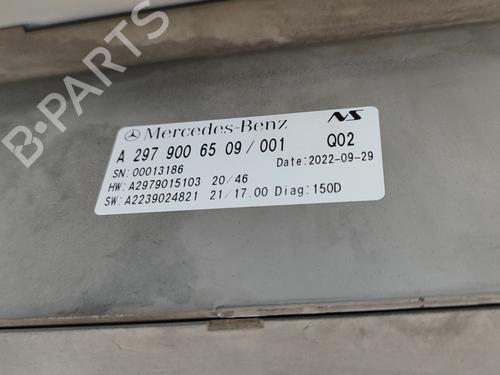 Mercedes-Benz NS
A 297 900 65 09/001 Q02
SN: 00013186 Date:2022-09-29
HW: A2979015103 20/46
SW: A2239024821 21/17.00 Diag:150D
B-PARTS